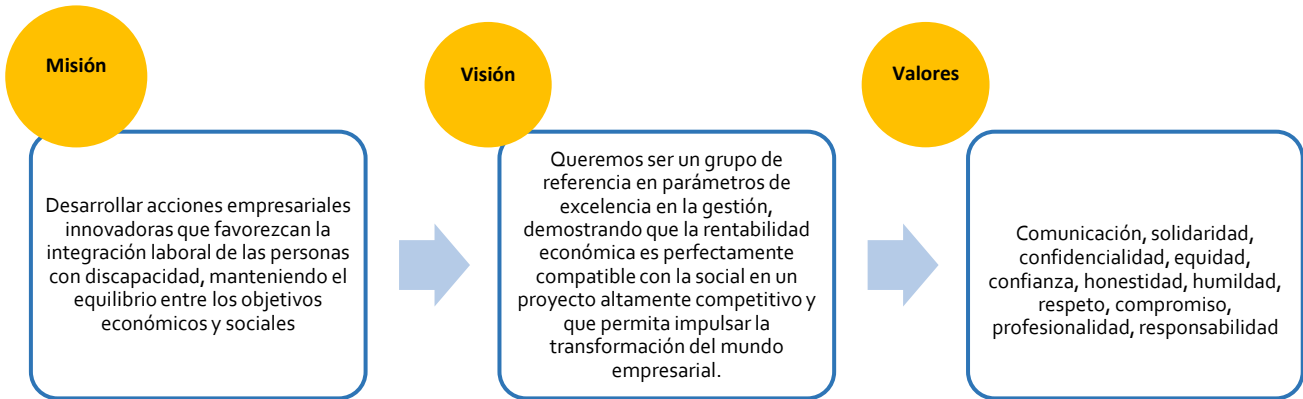 Misión
Desarrollar acciones empresariales
innovadoras que favorezcan la
integración laboral de las personas
con discapacidad, manteniendo el
equilibrio entre los objetivos
económicos y sociales
Visión
Queremos ser un grupo de
referencia en parámetros de
excelencia en la gestión,
demostrando que la rentabilidad
económica es perfectamente
compatible con la social en un
proyecto altamente competitivo y
que permita impulsar la
transformación del mundo
empresarial.
Valores
Comunicación, solidaridad,
confidencialidad, equidad,
confianza, honestidad, humildad,
respeto, compromiso,
profesionalidad, responsabilidad